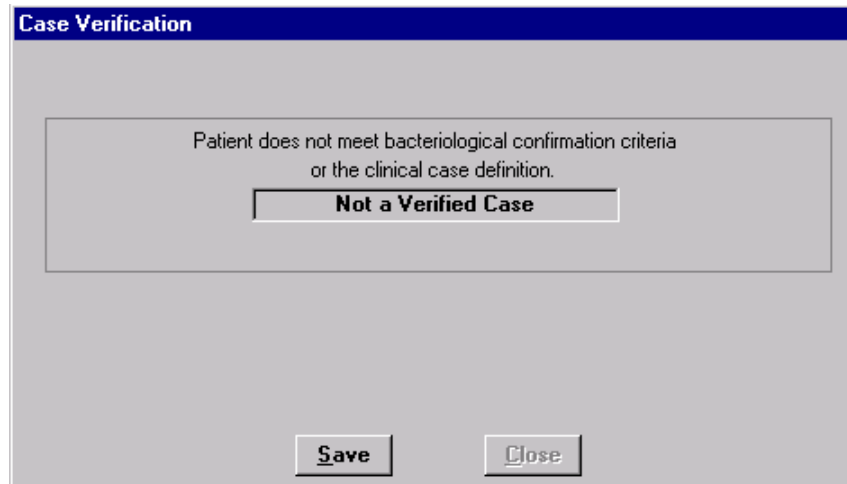 Case Verification
Patient does not meet bacteriological confirmation criteria
or the clinical case definition.
Not a Verified Case
Save Close